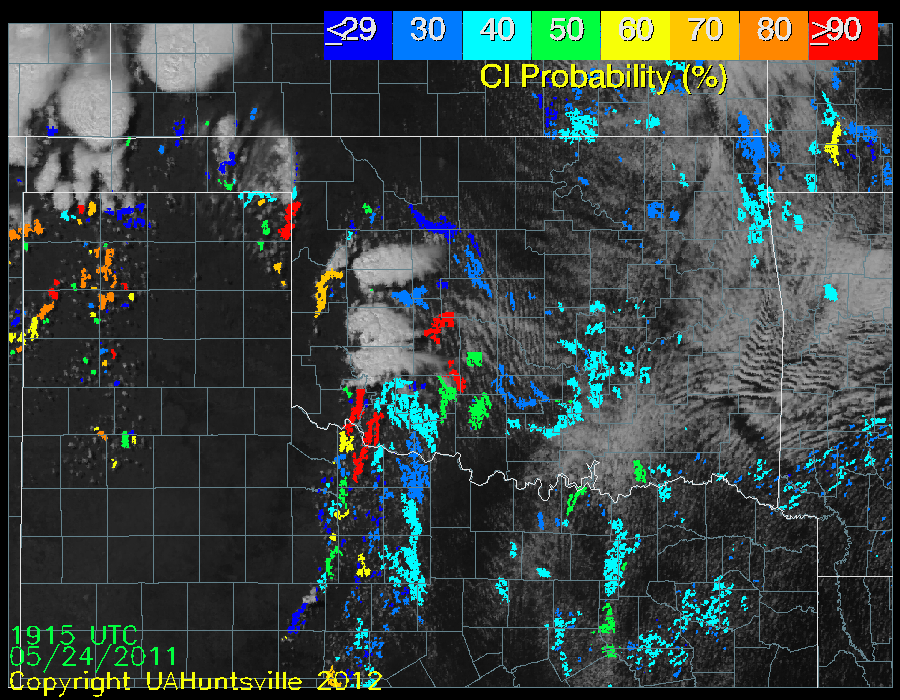 ≤29 30 40 50 60 70 80 ≥90
CI Probability (%)
1915 UTC
05/24/2011
Copyright UAHuntsville 2012